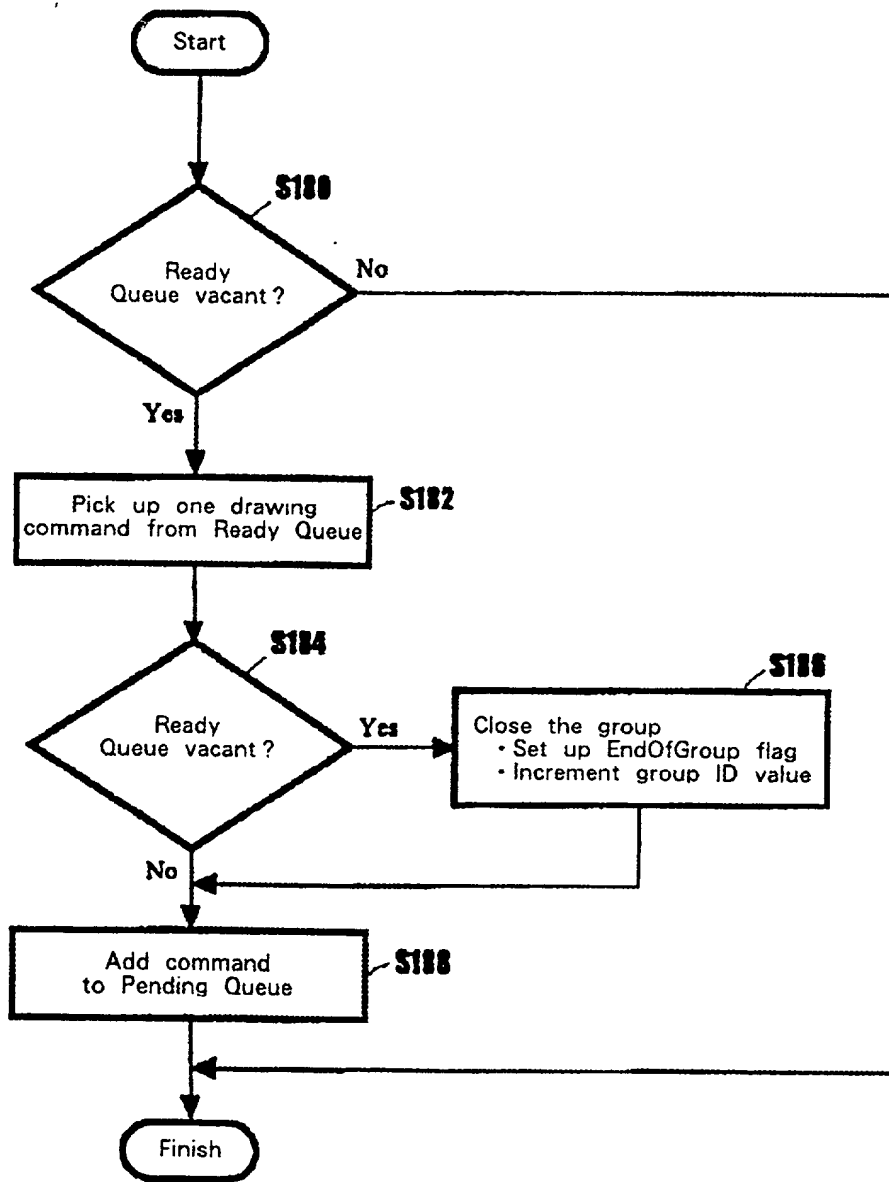 Start
S180
Ready
Queue vacant?
No
Yes
Pick up one drawing
command from Ready Queue
S182
S184
Ready
Queue vacant?
Yes
S186
Close the group
· Set up EndOfGroup flag
· Increment group ID value
No
Add command
to Pending Queue
S188
Finish